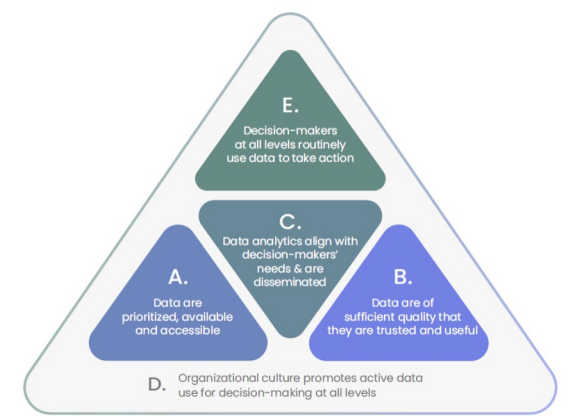 E.
Decision-makers
at all levels routinely
use data to take action
C.
Data analytics align with
decision-makers'
needs & are
disseminated
A.
Data are
prioritized, available
and accessible
B.
Data are of
sufficient quality that
they are trusted and useful
D.
Organizational culture promotes active data
use for decision-making at all levels